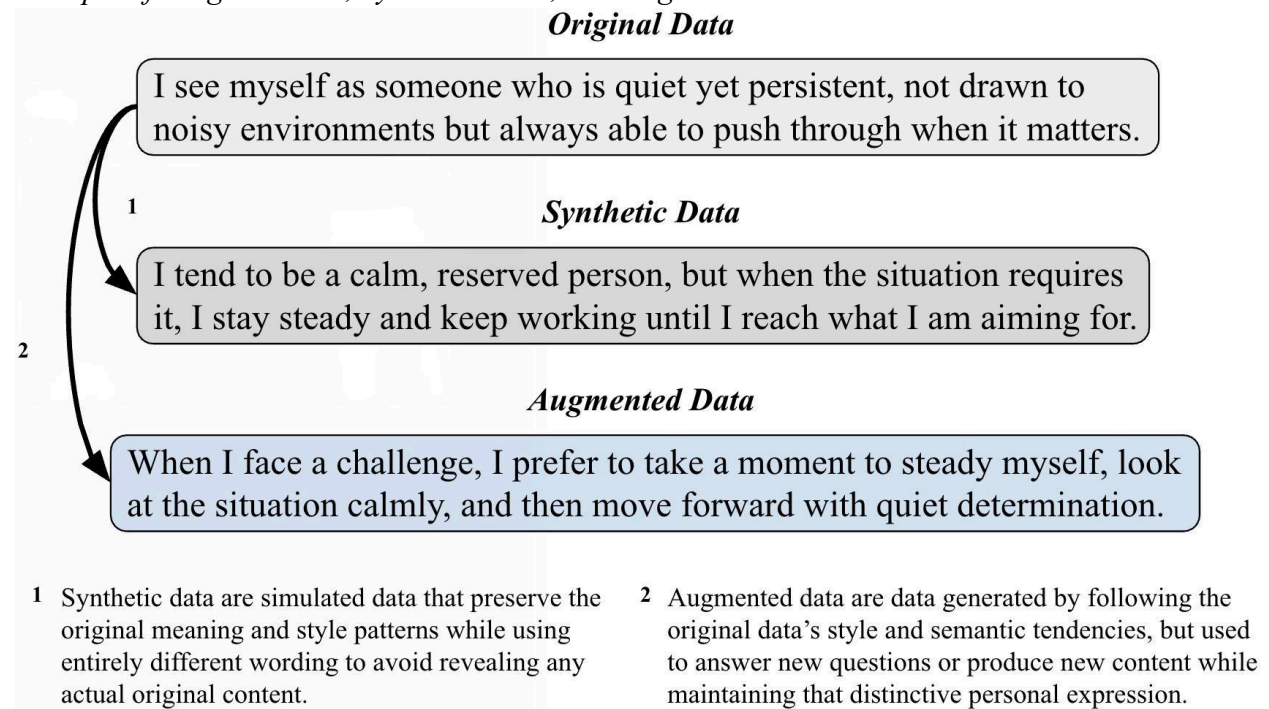 Original Data
I see myself as someone who is quiet yet persistent, not drawn to
noisy environments but always able to push through when it matters.
1
Synthetic Data
I tend to be a calm, reserved person, but when the situation requires
it, I stay steady and keep working until I reach what I am aiming for.
2
Augmented Data
When I face a challenge, I prefer to take a moment to steady myself, look
at the situation calmly, and then move forward with quiet determination.
1 Synthetic data are simulated data that preserve the
original meaning and style patterns while using
entirely different wording to avoid revealing any
actual original content.
2 Augmented data are data generated by following the
original data’s style and semantic tendencies, but used
to answer new questions or produce new content while
maintaining that distinctive personal expression.